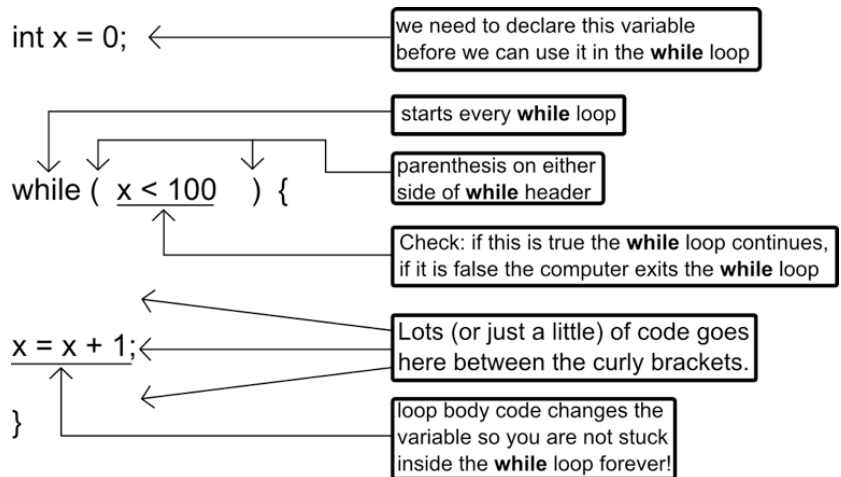 int x = 0;
we need to declare this variable
before we can use it in the while loop
starts every while loop
parenthesis on either
side of while header
while ( x < 100 ) {
Check: if this is true the while loop continues,
if it is false the computer exits the while loop
Lots (or just a little) of code goes
here between the curly brackets.
x = x + 1;
loop body code changes the
variable so you are not stuck
inside the while loop forever!
}